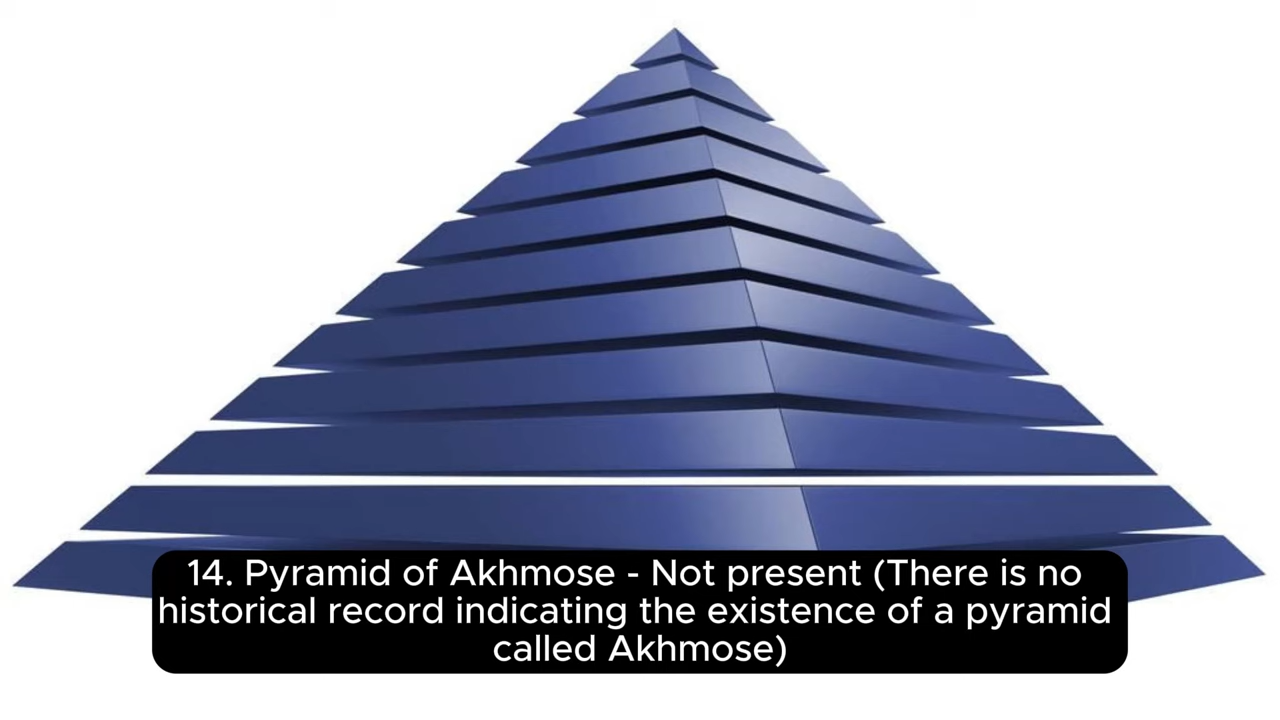 14. Pyramid of Akhmose - Not present (There is no
historical record indicating the existence of a pyramid
called Akhmose)